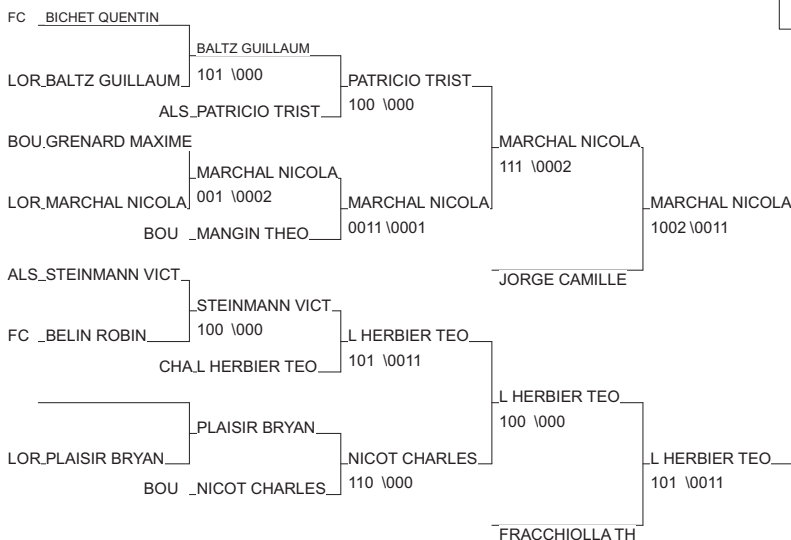 FC BICHET QUENTIN
BALTZ GUILLAUM
LOR BALTZ GUILLAUM 101 \000 PATRICIO TRIST
ALS PATRICIO TRIST 100 \000
BOU GRENARD MAXIME MARCHAL NICOLA
MARCHAL NICOLA 111 \0002
LOR MARCHAL NICOLA 001 \0002 MARCHAL NICOLA MARCHAL NICOLA
BOU MANGIN THEO 0011 \0001 1002 \0011
ALS STEINMANN VICT JORGE CAMILLE
STEINMANN VICT
FC BELIN ROBIN 100 \000 L HERBIER TEO
CHA L HERBIER TEO 101 \0011
L HERBIER TEO
PLAISIR BRYAN 100 \000
LOR PLAISIR BRYAN NICOT CHARLES L HERBIER TEO
BOU NICOT CHARLES 110 \000 101 \0011
FRACCHIOLLA TH